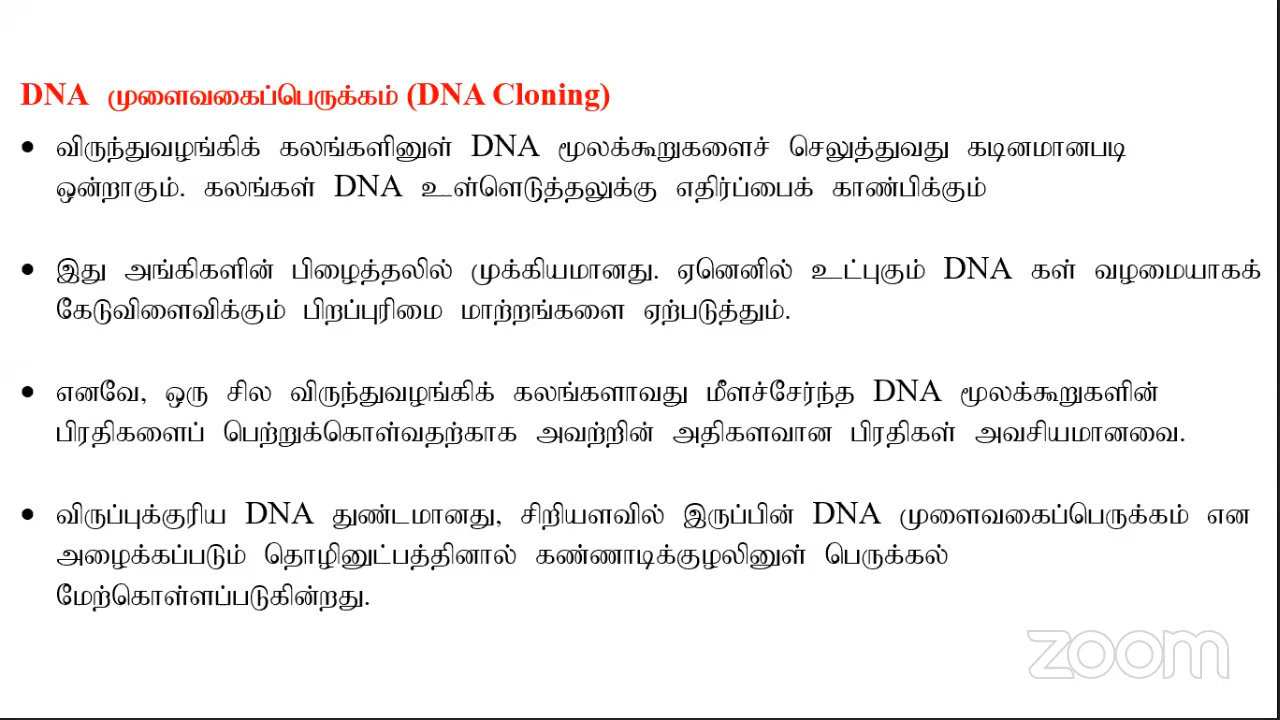 DNA முளைவகைப்பெருக்கம் (DNA Cloning)
• விருந்துவழங்கிக் கலங்களினுள் DNA மூலக்கூறுகளைச் செலுத்துவது கடினமானபடி
ஒன்றாகும். கலங்கள் DNA உள்ளெடுத்தலுக்கு எதிர்ப்பைக் காண்பிக்கும்
• இது அங்கிகளின் பிழைத்தலில் முக்கியமானது. ஏனெனில் உட்புகும் DNA கள் வழமையாகக்
கேடுவிளைவிக்கும் பிறப்புரிமை மாற்றங்களை ஏற்படுத்தும்.
• எனவே, ஒரு சில விருந்துவழங்கிக் கலங்களாவது மீளச்சேர்ந்த DNA மூலக்கூறுகளின்
பிரதிகளைப் பெற்றுக்கொள்வதற்காக அவற்றின் அதிகளவான பிரதிகள் அவசியமானவை.
• விருப்புக்குரிய DNA துண்டமானது, சிறியளவில் இருப்பின் DNA முளைவகைப்பெருக்கம் என
அழைக்கப்படும் தொழினுட்பத்தினால் கண்ணாடிக்குழலினுள் பெருக்கல்
மேற்கொள்ளப்படுகின்றது.
zoom